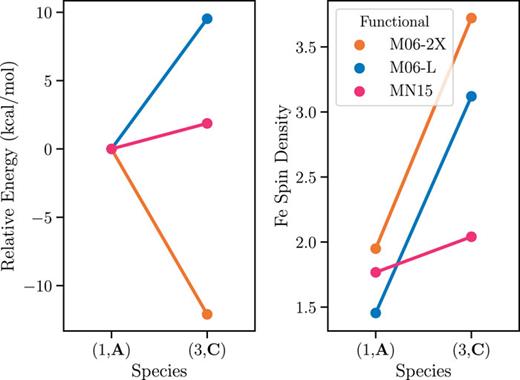 10
5
0
−5
−10
Relative Energy (kcal/mol)
(1,A)
(3,C)
Species
Functional
M06-2X
M06-L
MN15
3.5
3.0
2.5
2.0
1.5
Fe Spin Density
(1,A)
(3,C)
Species